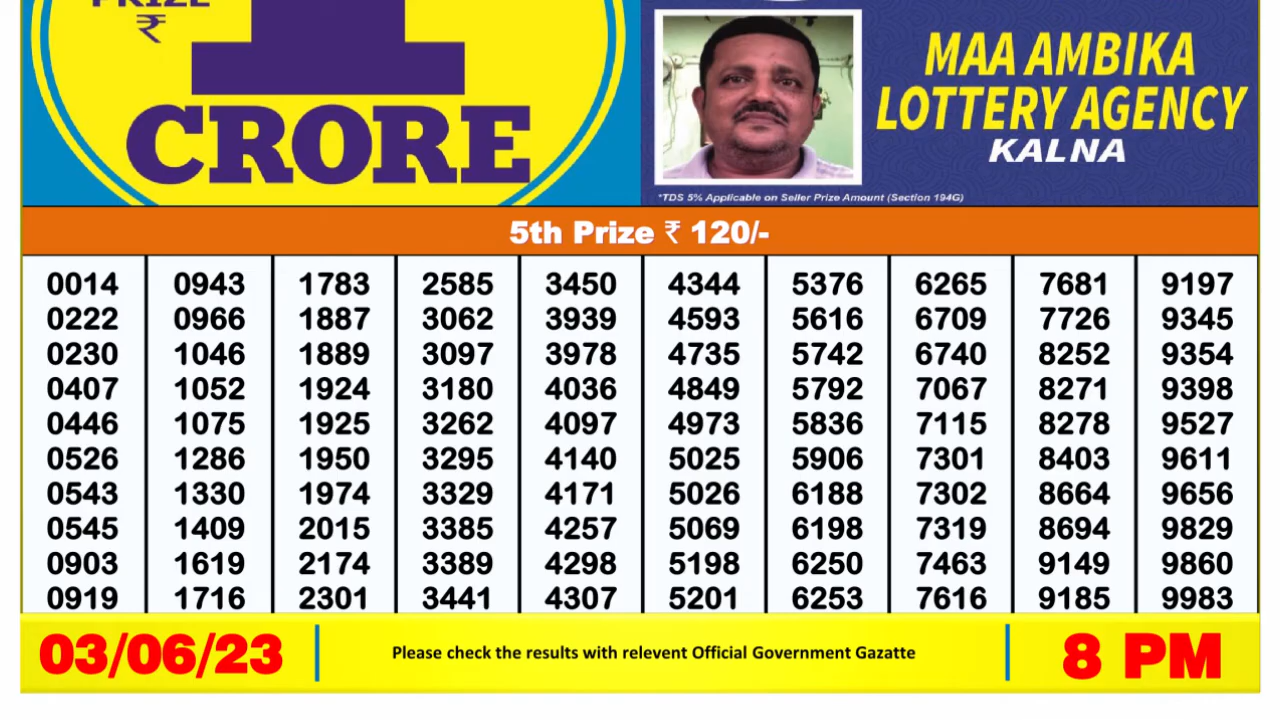 PRIZE
₹
1
CRORE
MAA AMBIKA
LOTTERY AGENCY
KALNA
*TDS 5% Applicable on Seller Prize Amount (Section 194G)
5th Prize ₹ 120/-
0014 0943 1783 2585 3450 4344 5376 6265 7681 9197
0222 0966 1887 3062 3939 4593 5616 6709 7726 9345
0230 1046 1889 3097 3978 4735 5742 6740 8252 9354
0407 1052 1924 3180 4036 4849 5792 7067 8271 9398
0446 1075 1925 3262 4097 4973 5836 7115 8278 9527
0526 1286 1950 3295 4140 5025 5906 7301 8403 9611
0543 1330 1974 3329 4171 5026 6188 7302 8664 9656
0545 1409 2015 3385 4257 5069 6198 7319 8694 9829
0903 1619 2174 3389 4298 5198 6250 7463 9149 9860
0919 1716 2301 3441 4307 5201 6253 7616 9185 9983
03/06/23 Please check the results with relevent Official Government Gazatte 8 PM